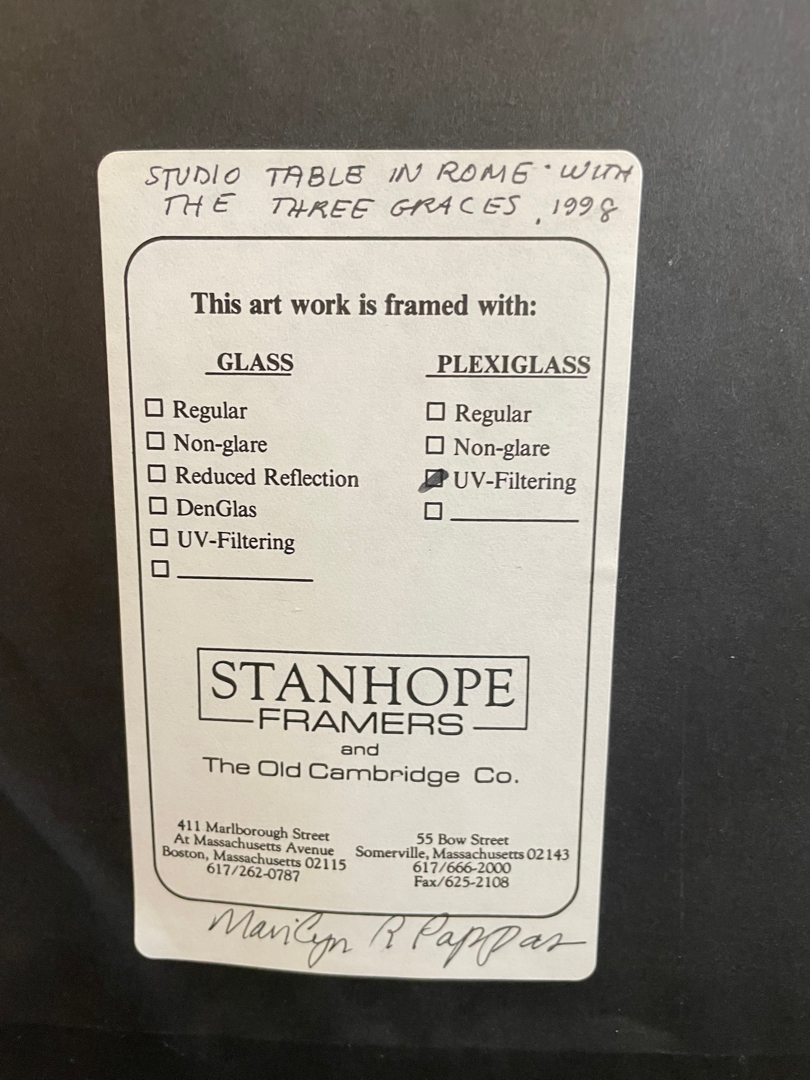 STUDIO TABLE IN ROME · WITH
THE THREE GRACES, 1998
This art work is framed with:
GLASS
☐ Regular
☐ Non-glare
☐ Reduced Reflection
☐ DenGlas
☐ UV-Filtering
☐ ____________
PLEXIGLASS
☐ Regular
☐ Non-glare
☑ UV-Filtering
☐ ____________
STANHOPE
FRAMERS
and
The Old Cambridge Co.
411 Marlborough Street
At Massachusetts Avenue
Boston, Massachusetts 02115
617/262-0787
55 Bow Street
Somerville, Massachusetts 02143
617/666-2000
Fax/625-2108
Marilyn R Pappas